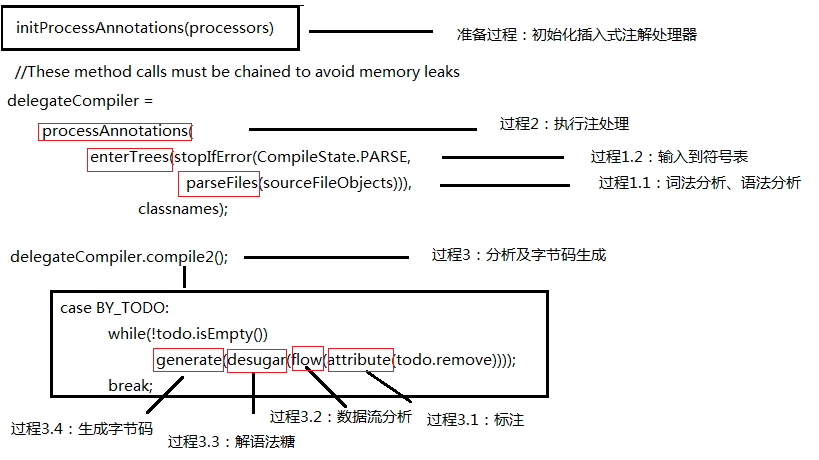 initProcessAnnotations(processors)
准备过程：初始化插入式注解处理器
//These method calls must be chained to avoid memory leaks
delegateCompiler =
processAnnotations(
过程2：执行注处理
enterTrees(stopIfError(CompileState.PARSE,
过程1.2：输入到符号表
parseFiles(sourceFileObjects))),
过程1.1：词法分析、语法分析
classnames);
delegateCompiler.compile2();
过程3：分析及字节码生成
case BY_TODO:
while(!todo.isEmpty())
generate(desugar(flow(attribute(todo.remove))));
break;
过程3.4：生成字节码
过程3.3：解语法糖
过程3.2：数据流分析
过程3.1：标注